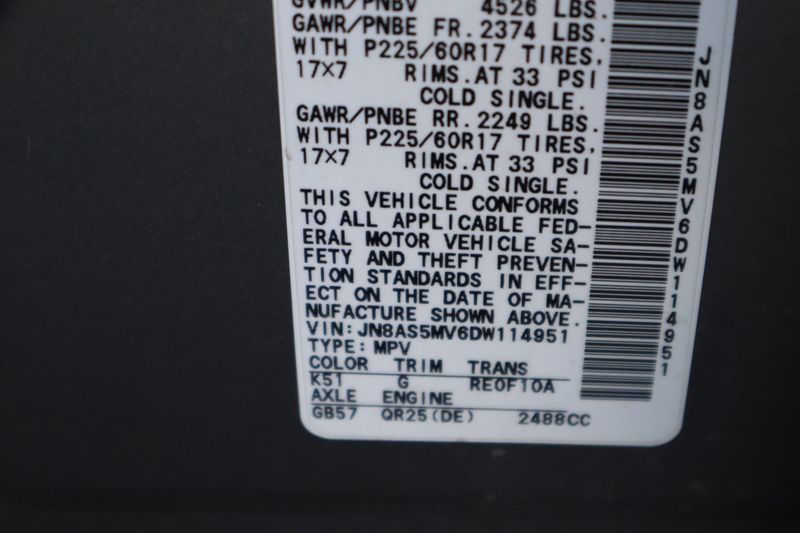 GVWR/PNBV 4526 LBS.
GAWR/PNBE FR. 2374 LBS.
WITH P225/60R17 TIRES,
17×7 RIMS. AT 33 PSI
COLD SINGLE.
GAWR/PNBE RR. 2249 LBS.
WITH P225/60R17 TIRES,
17×7 RIMS. AT 33 PSI
COLD SINGLE.
THIS VEHICLE CONFORMS
TO ALL APPLICABLE FED-
ERAL MOTOR VEHICLE SA-
FETY AND THEFT PREVEN-
TION STANDARDS IN EFF-
ECT ON THE DATE OF MA-
NUFACTURE SHOWN ABOVE.
VIN: JN8AS5MV6DW114951
TYPE: MPV
COLOR TRIM TRANS
K51 G RE0F10A
AXLE ENGINE
GB57 QR25(DE) 2488CC
JN8AS5MV6DW114951